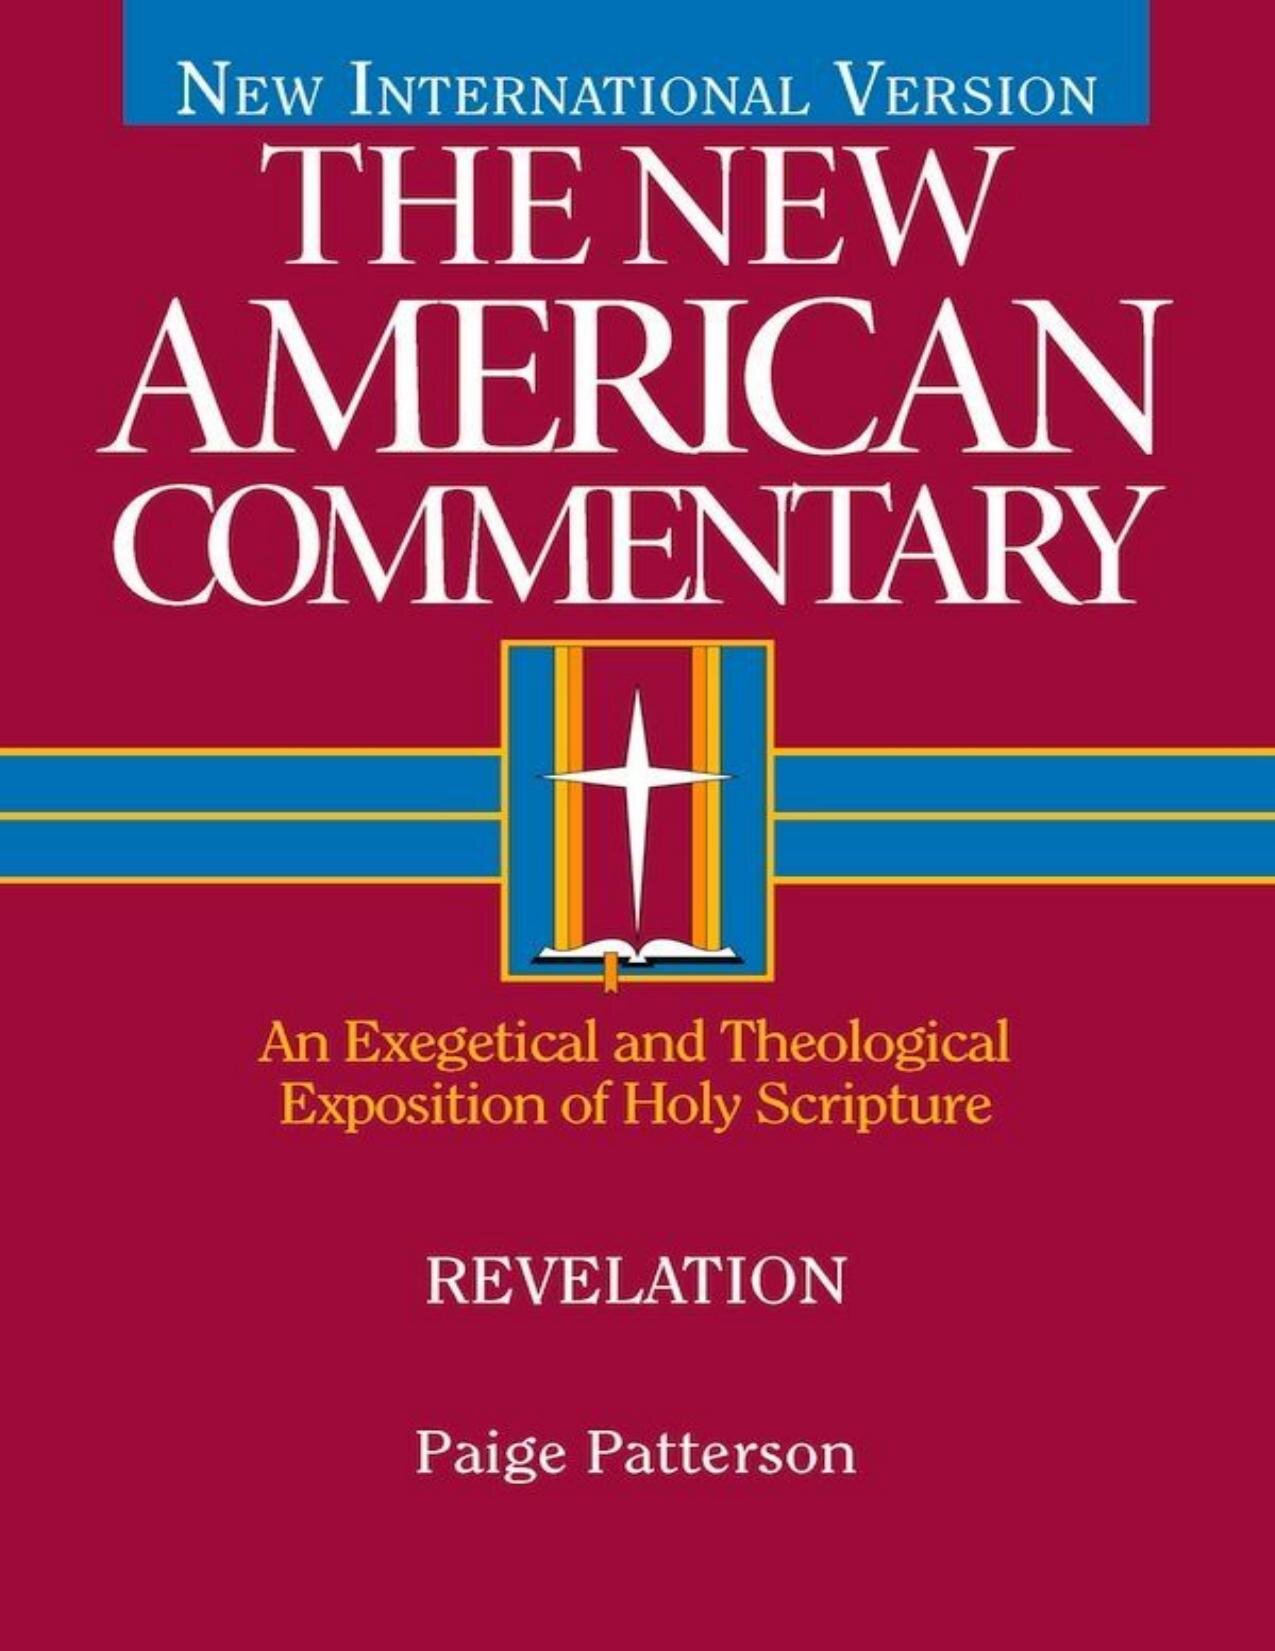 NEW INTERNATIONAL VERSION
THE NEW
AMERICAN
COMMENTARY
An Exegetical and Theological
Exposition of Holy Scripture
REVELATION
Paige Patterson